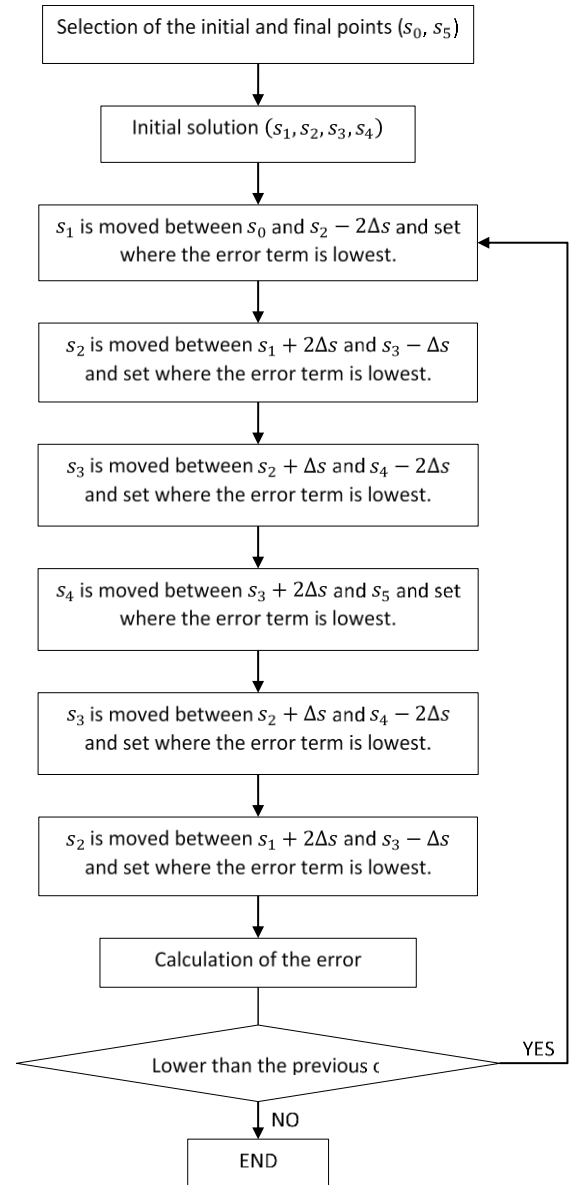 Selection of the initial and final points (s₀, s₅)
Initial solution (s₁, s₂, s₃, s₄)
s₁ is moved between s₀ and s₂ − 2Δs and set
where the error term is lowest.
s₂ is moved between s₁ + 2Δs and s₃ − Δs
and set where the error term is lowest.
s₃ is moved between s₂ + Δs and s₄ − 2Δs
and set where the error term is lowest.
s₄ is moved between s₃ + 2Δs and s₅ and set
where the error term is lowest.
s₃ is moved between s₂ + Δs and s₄ − 2Δs
and set where the error term is lowest.
s₂ is moved between s₁ + 2Δs and s₃ − Δs
and set where the error term is lowest.
Calculation of the error
YES
Lower than the previous
NO
END